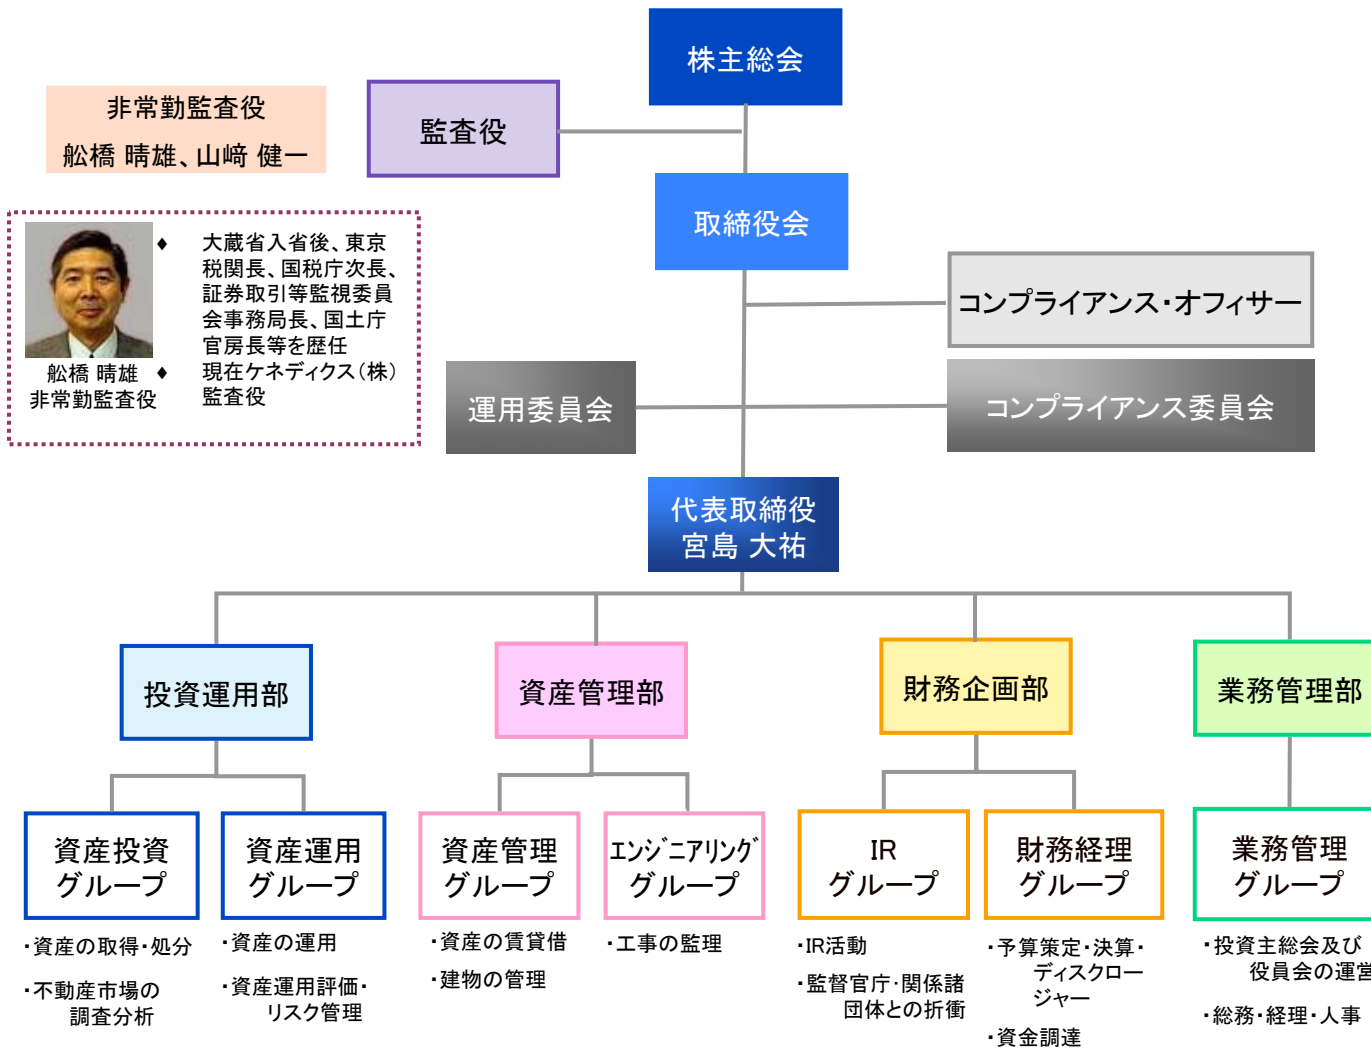 株主総会
非常勤監査役
舩橋 晴雄、山﨑 健一
監査役
取締役会
♦ 大蔵省入省後、東京
税関長、国税庁次長、
証券取引等監視委員
会事務局長、国土庁
官房長等を歴任
♦ 現在ケネディクス(株)
監査役
舩橋 晴雄
非常勤監査役
コンプライアンス・オフィサー
運用委員会
コンプライアンス委員会
代表取締役
宮島 大祐
投資運用部
資産管理部
財務企画部
業務管理部
資産投資
グループ
資産運用
グループ
資産管理
グループ
エンジニアリング
グループ
IR
グループ
財務経理
グループ
業務管理
グループ
・資産の取得・処分
・不動産市場の
調査分析
・資産の運用
・資産運用評価・
リスク管理
・資産の賃貸借
・建物の管理
・工事の監理
・IR活動
・監督官庁・関係諸
団体との折衝
・予算策定・決算・
ディスクロー
ジャー
・資金調達
・投資主総会及び
役員会の運営
・総務・経理・人事